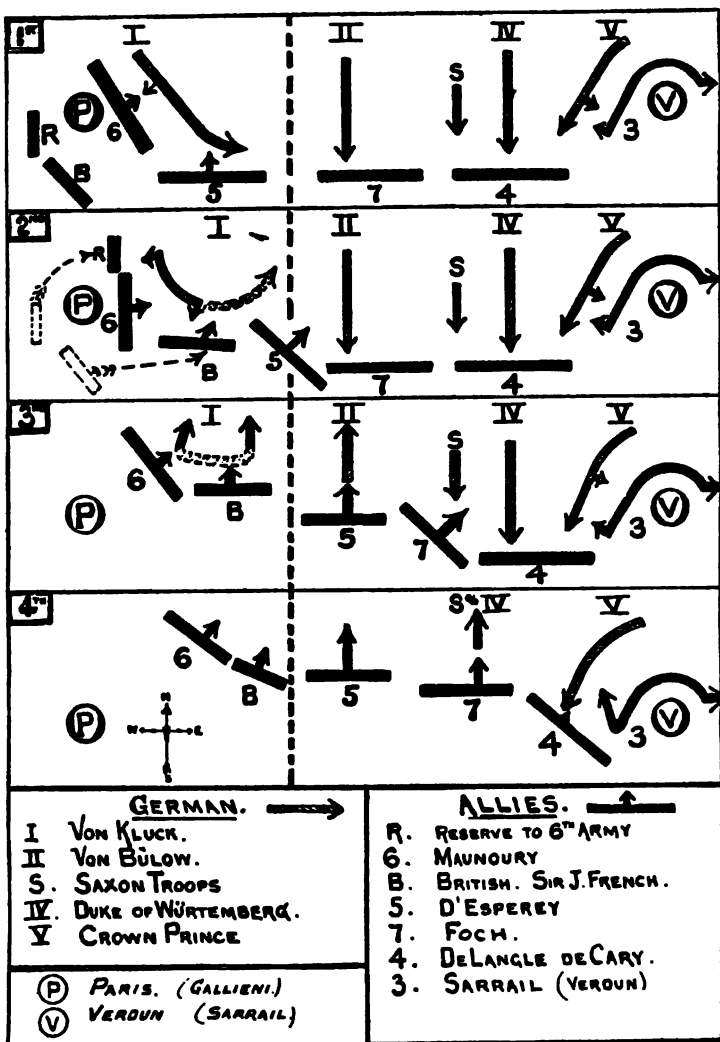 1ST
I II IV V
S
P V
R 6 3
B 5 7 4
2ND
I II IV V
R S
P 6 V
B 5 7 4 3
3RD
I II IV V
S
6 B V
P 5 7 4 3
4TH
S& IV V
6 B 5 7
P V
4 3
N
W E
S
GERMAN.
I VON KLUCK.
II VON BÜLOW.
S. SAXON TROOPS
IV. DUKE OF WÜRTEMBERG.
V CROWN PRINCE
P PARIS. (GALLIENI.)
V VERDUN (SARRAIL)
ALLIES.
R. RESERVE TO 6TH ARMY
6. MAUNOURY
B. BRITISH. SIR J. FRENCH.
5. D'ESPEREY
7. FOCH.
4. DELANGLE DE CARY.
3. SARRAIL (VERDUN)